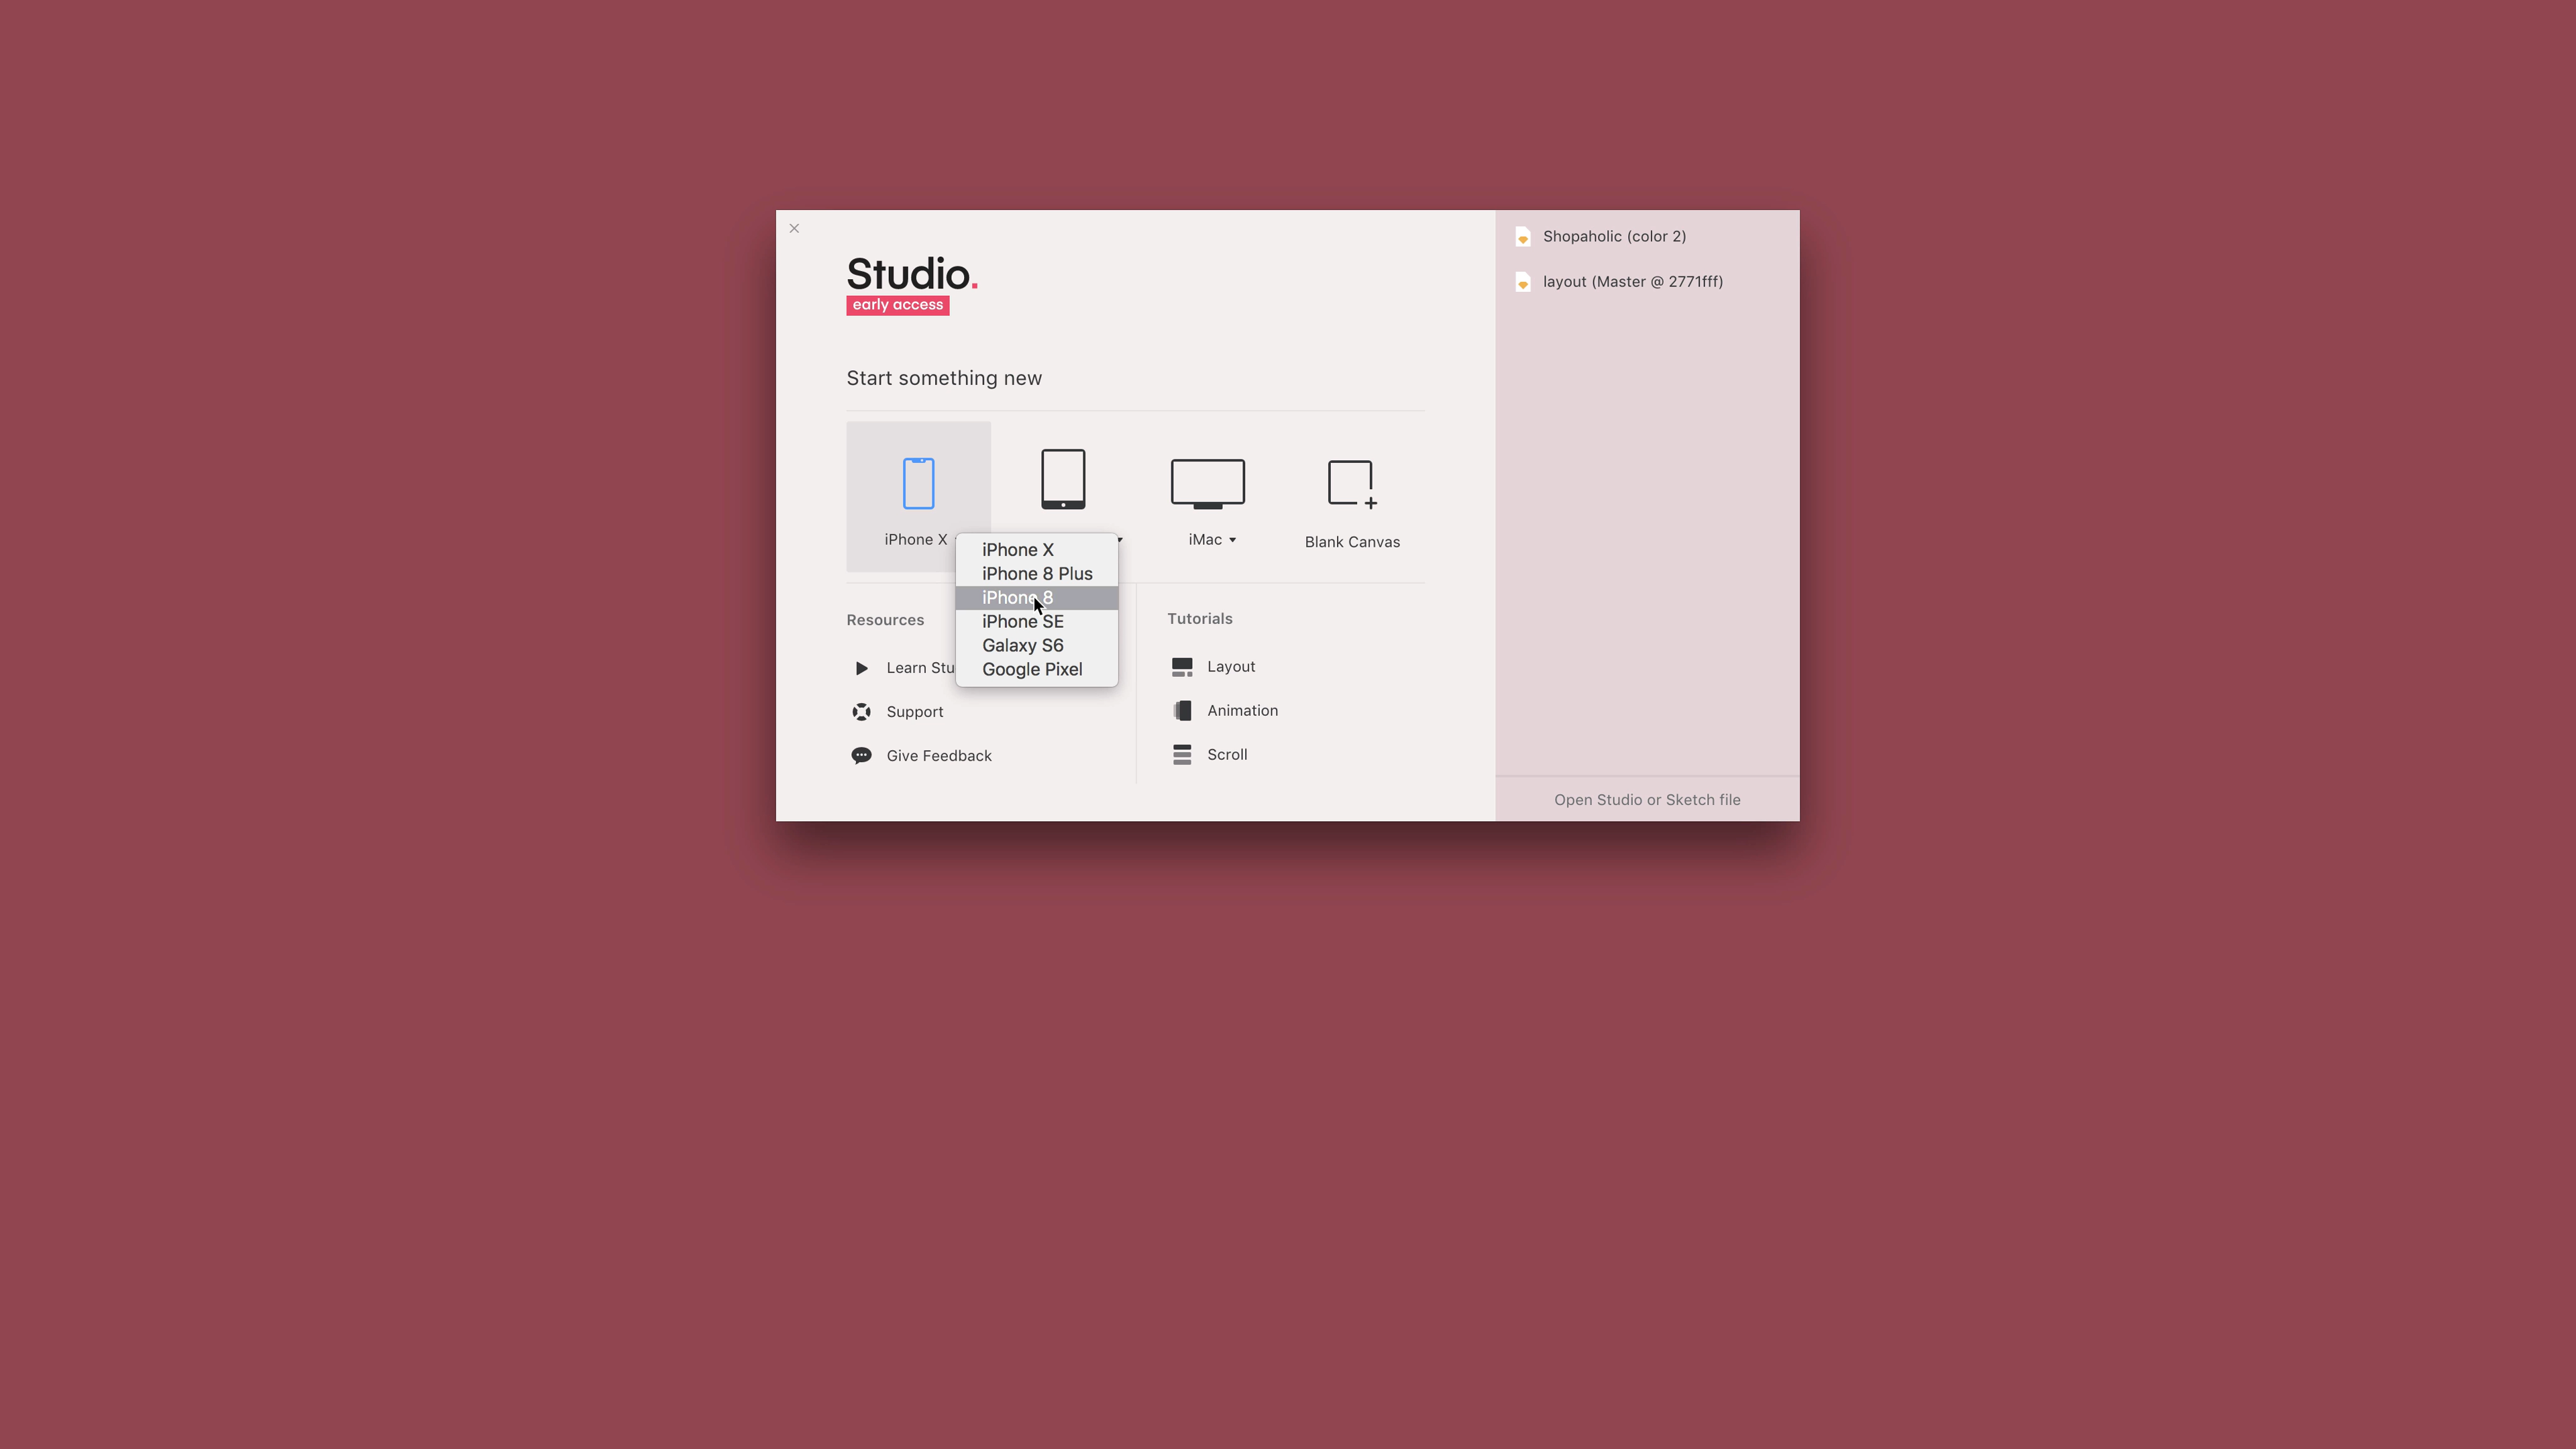 Studio.
early access
Start something new
iPhone X
iMac
Blank Canvas
iPhone X
iPhone 8 Plus
iPhone 8
iPhone SE
Galaxy S6
Google Pixel
Resources
Learn Stu
Support
Give Feedback
Tutorials
Layout
Animation
Scroll
Shopaholic (color 2)
layout (Master @ 2771fff)
Open Studio or Sketch file